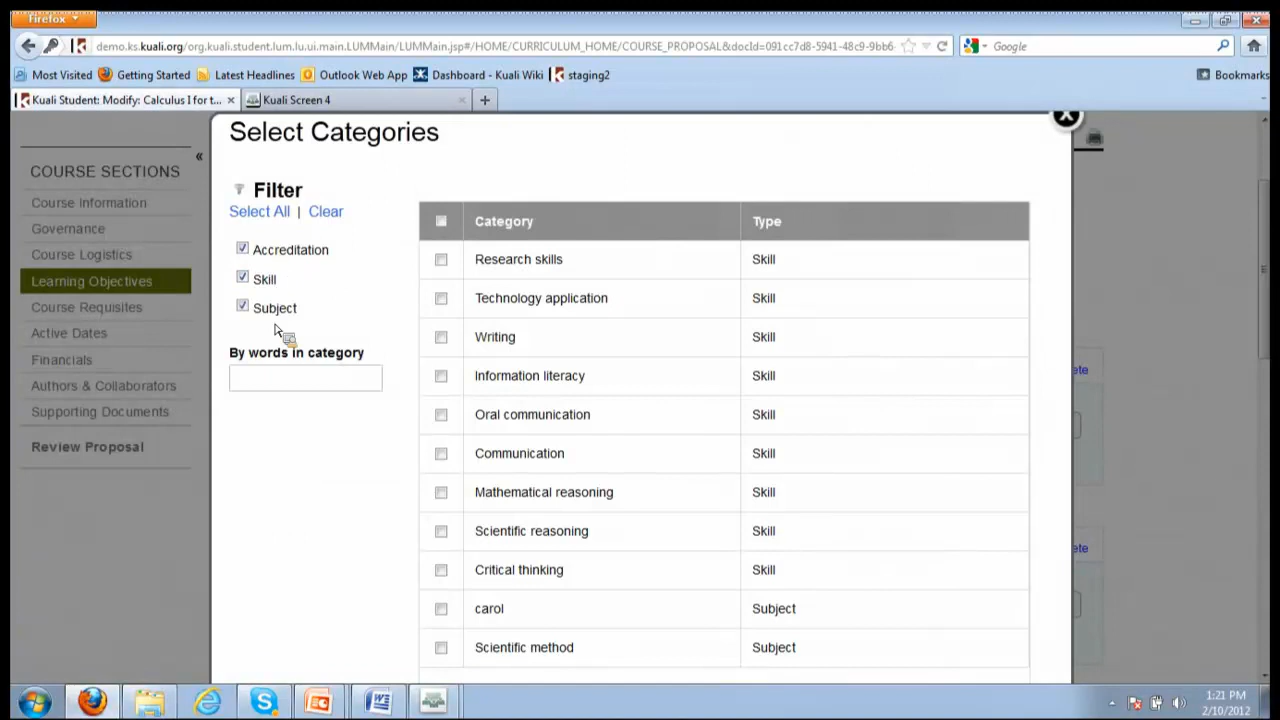 Firefox
demo.ks.kuali.org/org.kuali.student.lum.lu.ui.main.LUMMain/LUMMain.jsp#/HOME/CURRICULUM_HOME/COURSE_PROPOSAL&docId=091cc7d8-5941-48c9-9bb6- Google
Most Visited Getting Started Latest Headlines Outlook Web App Dashboard - Kuali Wiki staging2 Bookmarks
Kuali Student: Modify: Calculus I for t... Kuali Screen 4
Select Categories
COURSE SECTIONS
Course Information
Governance
Course Logistics
Learning Objectives
Course Requisites
Active Dates
Financials
Authors & Collaborators
Supporting Documents
Review Proposal
Filter
Select All | Clear
Accreditation
Skill
Subject
By words in category
Category Type
Research skills Skill
Technology application Skill
Writing Skill
Information literacy Skill
Oral communication Skill
Communication Skill
Mathematical reasoning Skill
Scientific reasoning Skill
Critical thinking Skill
carol Subject
Scientific method Subject
ete
ete
1:21 PM
2/10/2012